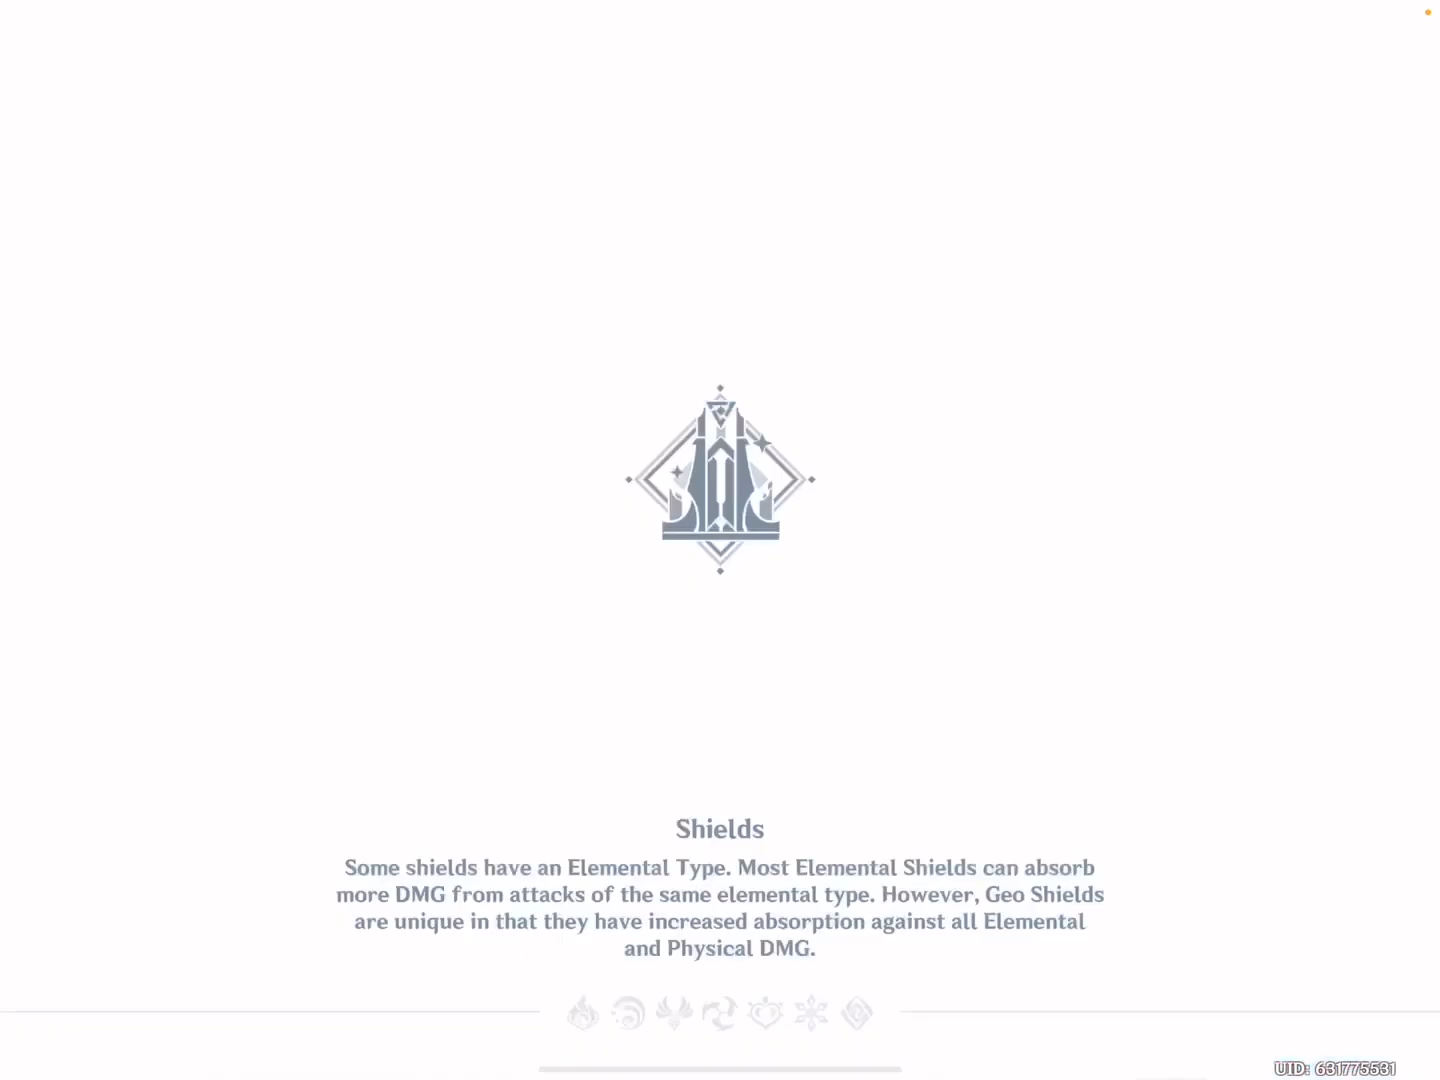 Shields
Some shields have an Elemental Type. Most Elemental Shields can absorb
more DMG from attacks of the same elemental type. However, Geo Shields
are unique in that they have increased absorption against all Elemental
and Physical DMG.
UID: 631775531